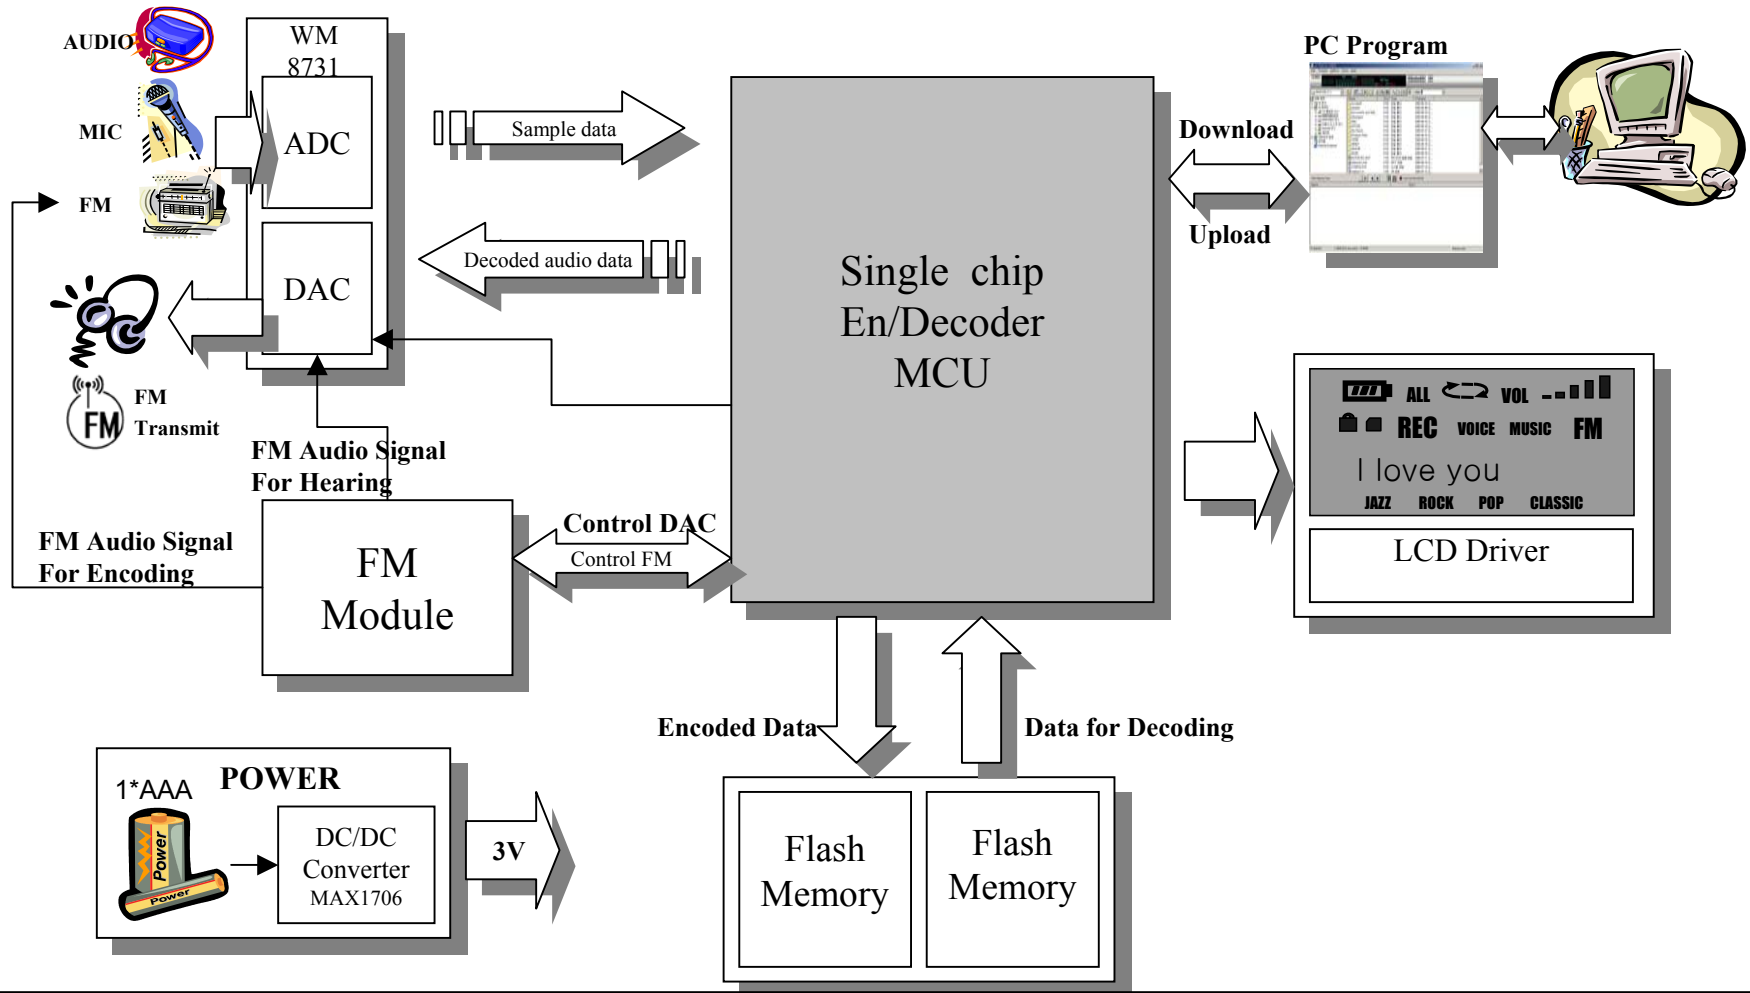 AUDIO
MIC
FM
WM
8731
ADC
DAC
Sample data
Decoded audio data
Single chip
En/Decoder
MCU
PC Program
Download
Upload
FM
FM
Transmit
FM Audio Signal
For Hearing
FM Audio Signal
For Encoding
FM
Module
Control DAC
Control FM
ALL VOL
REC VOICE MUSIC FM
I love you
JAZZ ROCK POP CLASSIC
LCD Driver
Encoded Data
Data for Decoding
POWER
1*AAA
Power
Power
DC/DC
Converter
MAX1706
3V
Flash
Memory
Flash
Memory